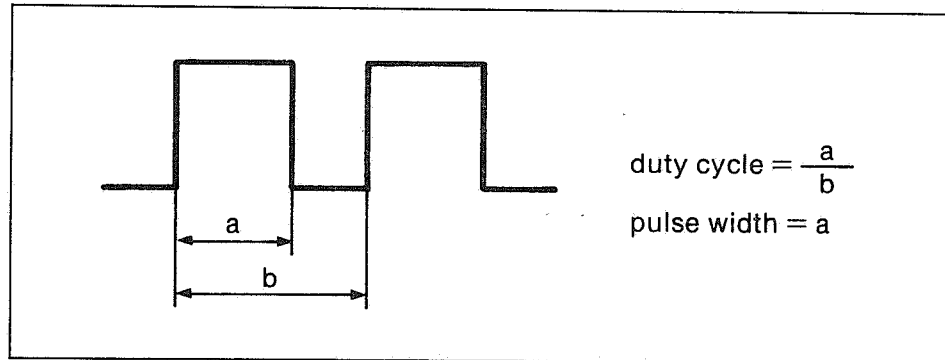 a
b
duty cycle = a/b
pulse width = a